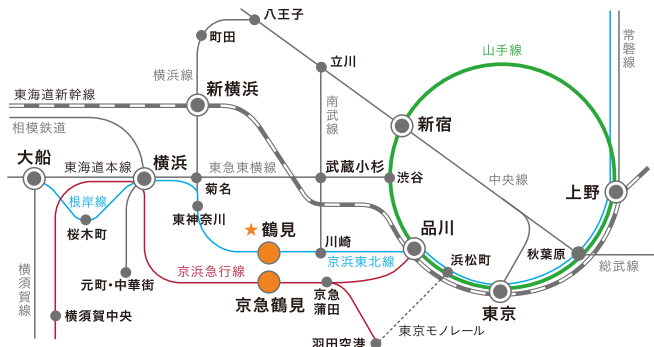 八王子
町田
山手線
常磐線
立川
横浜線
東海道新幹線
新横浜
南武線
相模鉄道
新宿
大船
東海道本線
横浜
東急東横線
武蔵小杉
渋谷
中央線
上野
根岸線
菊名
東神奈川
桜木町
★鶴見
川崎
品川
京浜東北線
浜松町
秋葉原
総武線
横須賀線
京浜急行線
元町・中華街
京急鶴見
京急
蒲田
東京
横須賀中央
東京モノレール
羽田空港